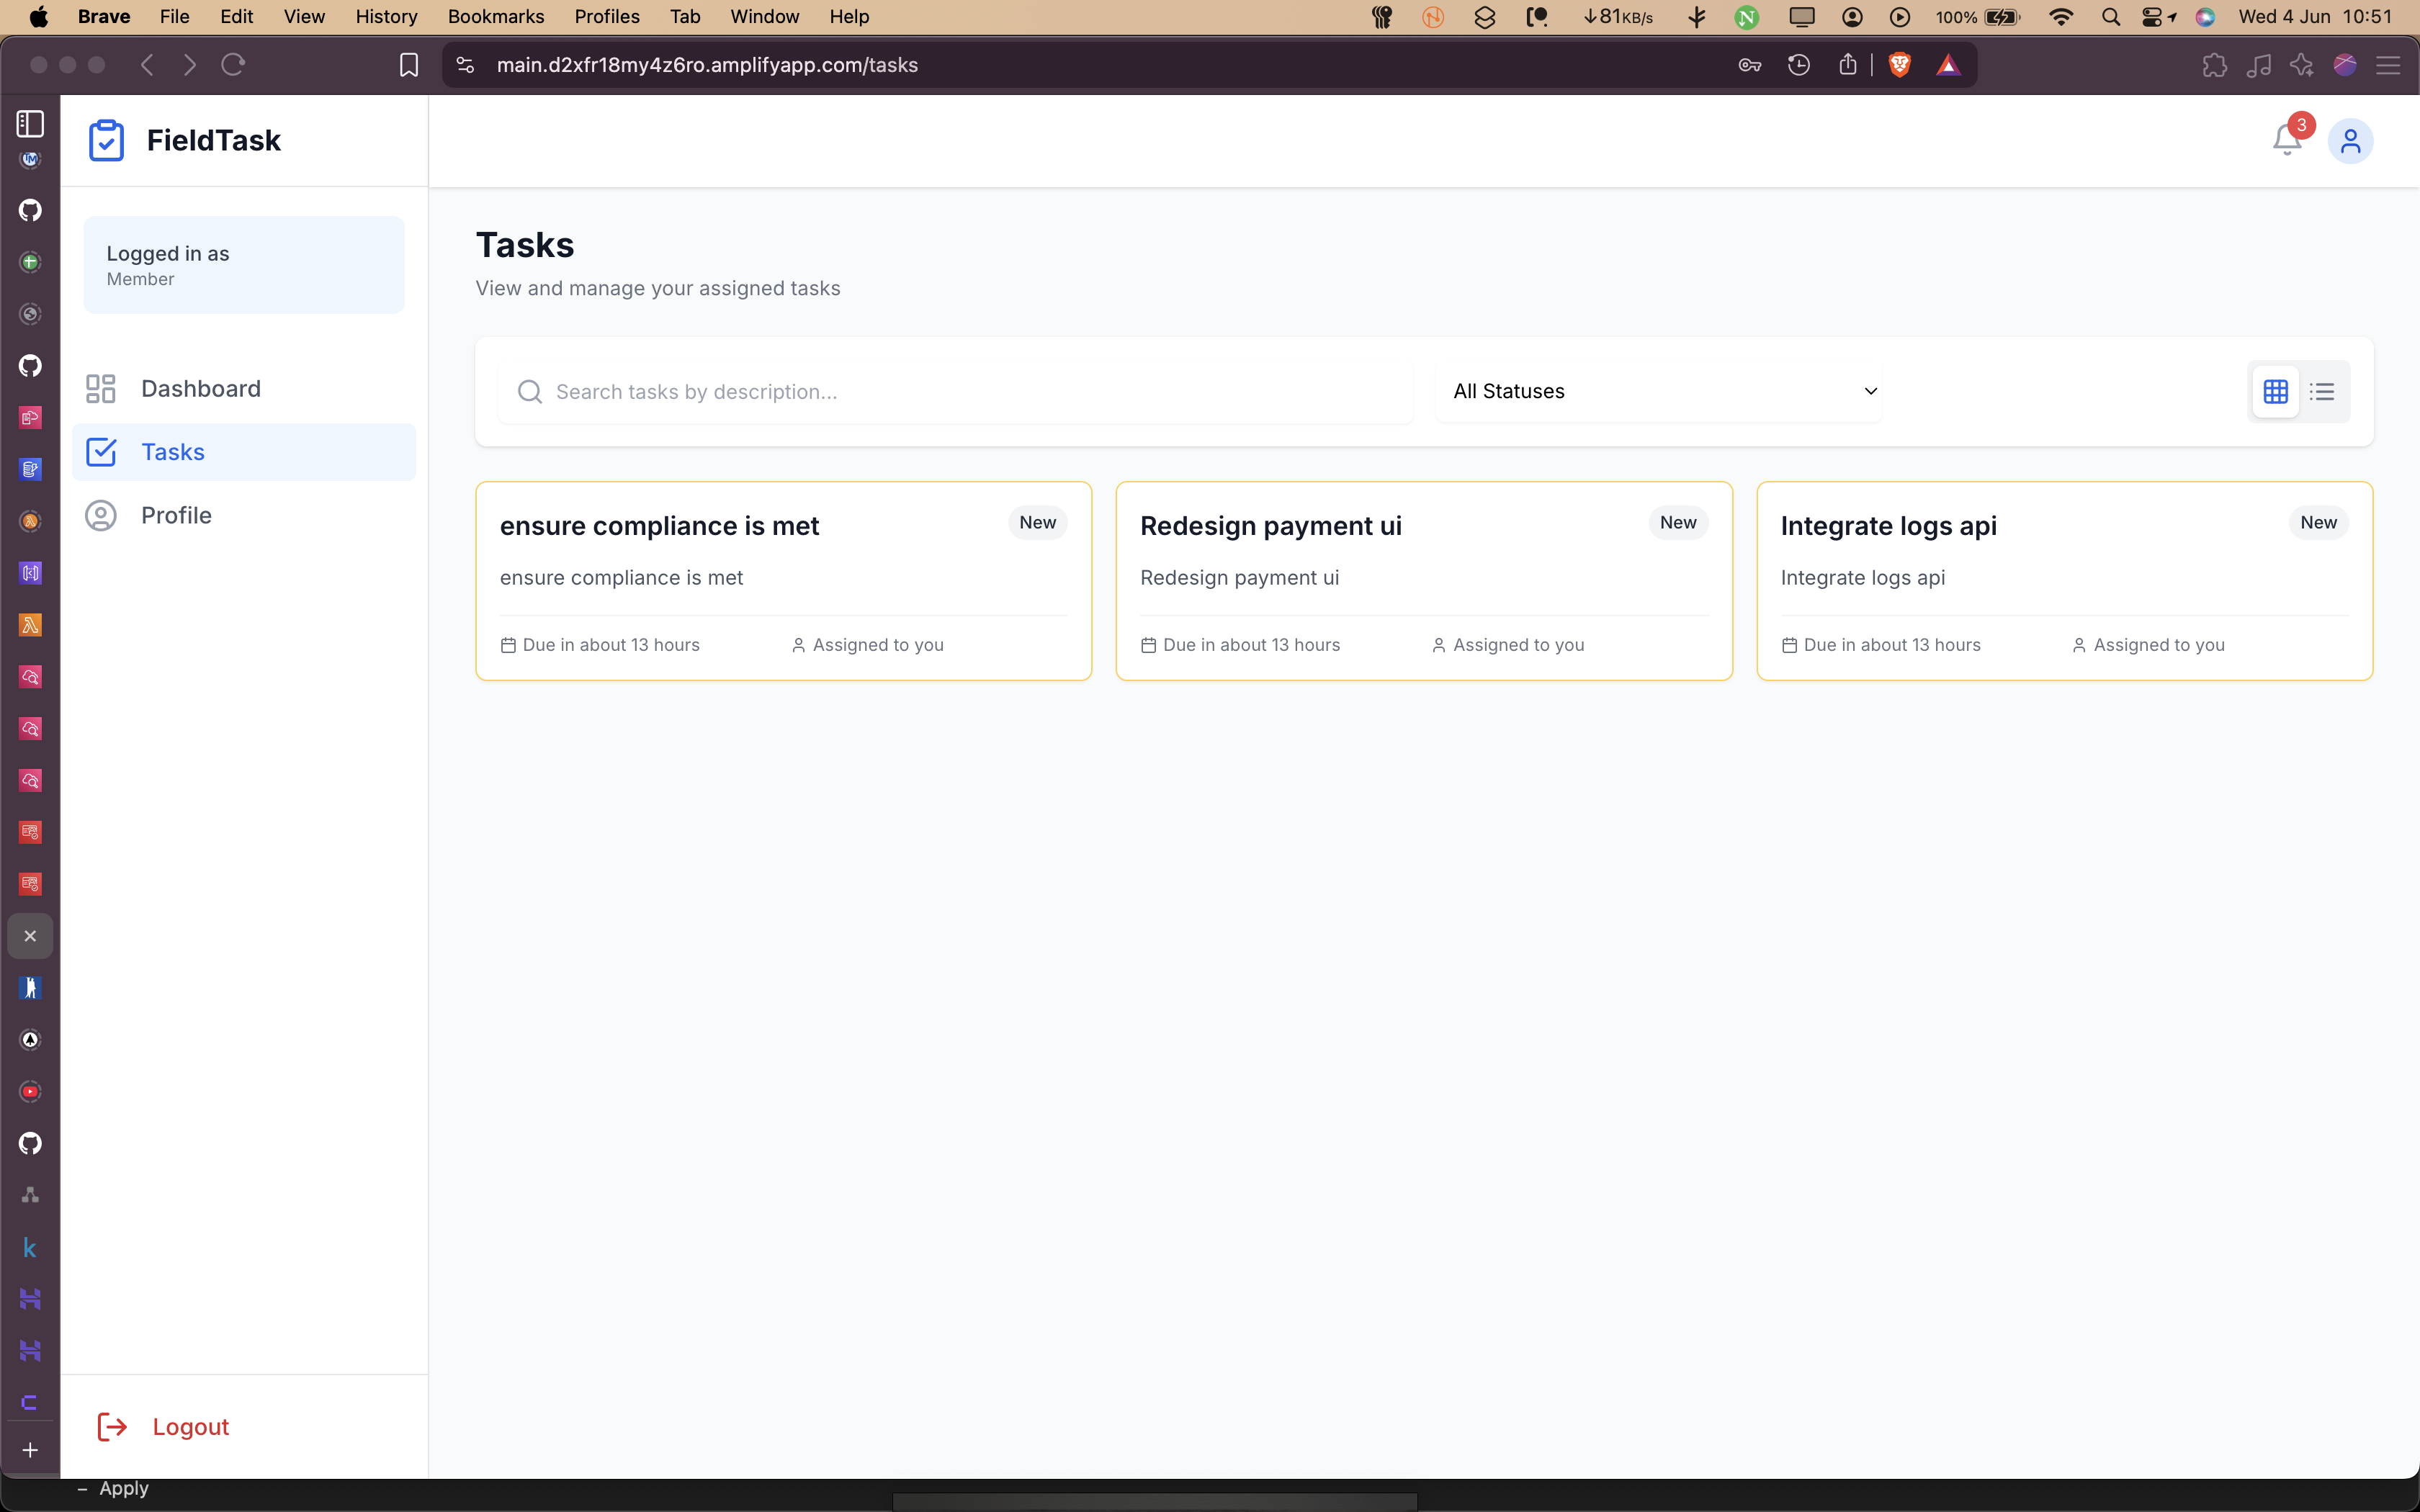 Brave File Edit View History Bookmarks Profiles Tab Window Help ↓81KB/s 100% Wed 4 Jun 10:51
main.d2xfr18my4z6ro.amplifyapp.com/tasks
FieldTask
3
Logged in as
Member
Dashboard
Tasks
Profile
Logout
Tasks
View and manage your assigned tasks
Search tasks by description...
All Statuses
ensure compliance is met
New
ensure compliance is met
Due in about 13 hours
Assigned to you
Redesign payment ui
New
Redesign payment ui
Due in about 13 hours
Assigned to you
Integrate logs api
New
Integrate logs api
Due in about 13 hours
Assigned to you
– Apply